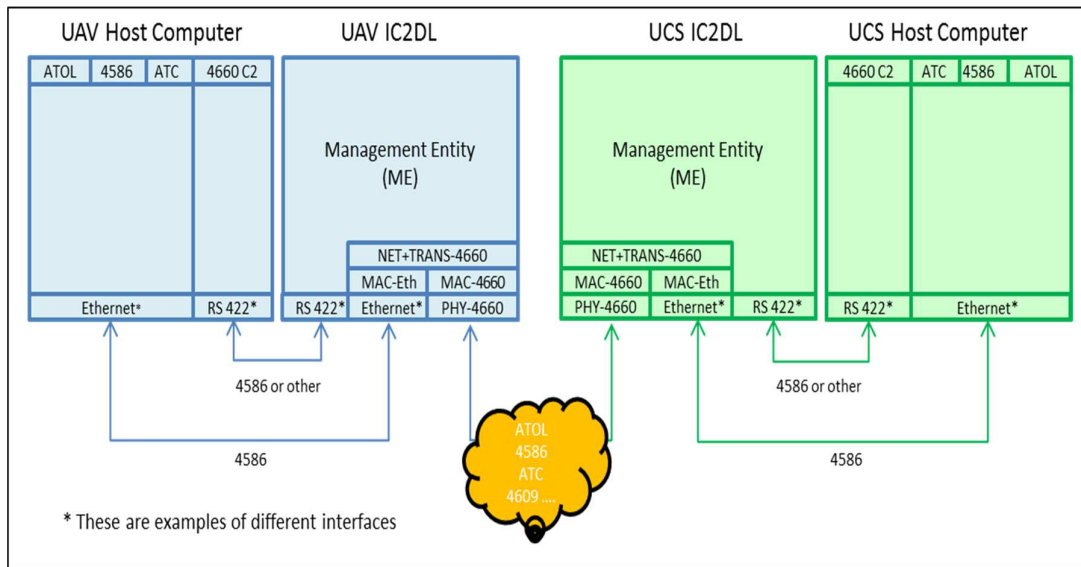 UAV Host Computer
UAV IC2DL
UCS IC2DL
UCS Host Computer
ATOL 4586 ATC 4660 C2
4660 C2 ATC 4586 ATOL
Management Entity
(ME)
Management Entity
(ME)
NET+TRANS-4660
MAC-Eth MAC-4660
Ethernet* RS 422*
RS 422* Ethernet* PHY-4660
NET+TRANS-4660
MAC-4660 MAC-Eth
PHY-4660 Ethernet* RS 422*
RS 422* Ethernet*
4586 or other
4586 or other
4586
4586
ATOL
4586
ATC
4609 ....
* These are examples of different interfaces